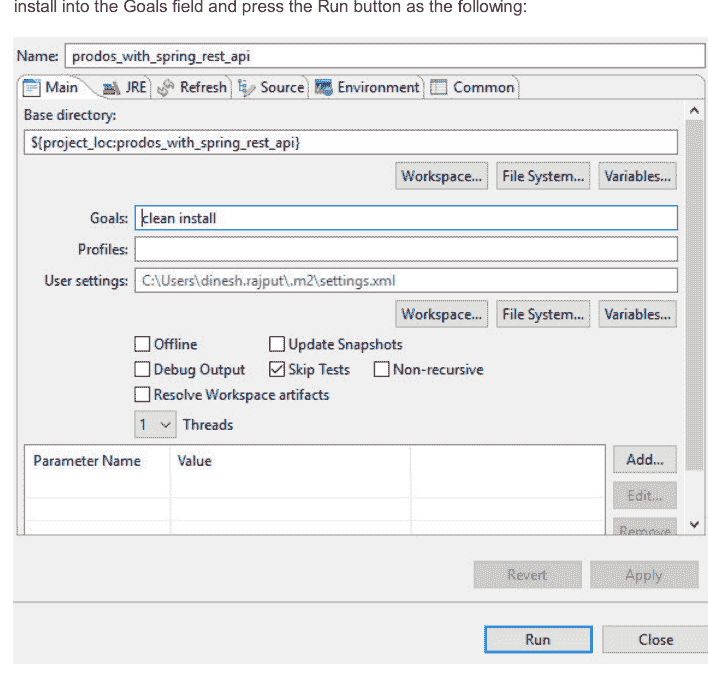 install into the Goals field and press the Run button as the following:
Name: prodos_with_spring_rest_api
Main JRE Refresh Source Environment Common
Base directory:
${project_loc:prodos_with_spring_rest_api}
Workspace... File System... Variables...
Goals: clean install
Profiles:
User settings: C:\Users\dinesh.rajput\.m2\settings.xml
Workspace... File System... Variables...
Offline Update Snapshots
Debug Output Skip Tests Non-recursive
Resolve Workspace artifacts
1 Threads
Parameter Name Value Add...
Edit...
Remove
Revert Apply
Run Close